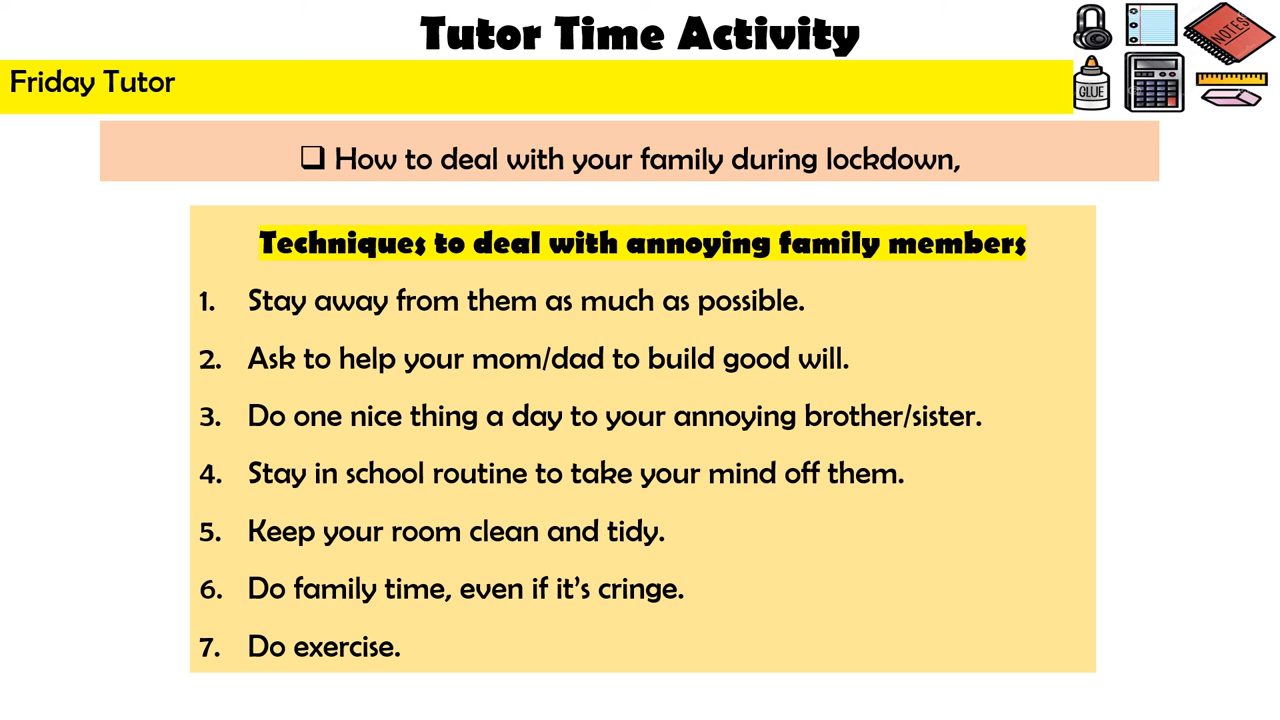 Tutor Time Activity
Friday Tutor
NOTES
GLUE
❑ How to deal with your family during lockdown,
Techniques to deal with annoying family members
1. Stay away from them as much as possible.
2. Ask to help your mom/dad to build good will.
3. Do one nice thing a day to your annoying brother/sister.
4. Stay in school routine to take your mind off them.
5. Keep your room clean and tidy.
6. Do family time, even if it’s cringe.
7. Do exercise.